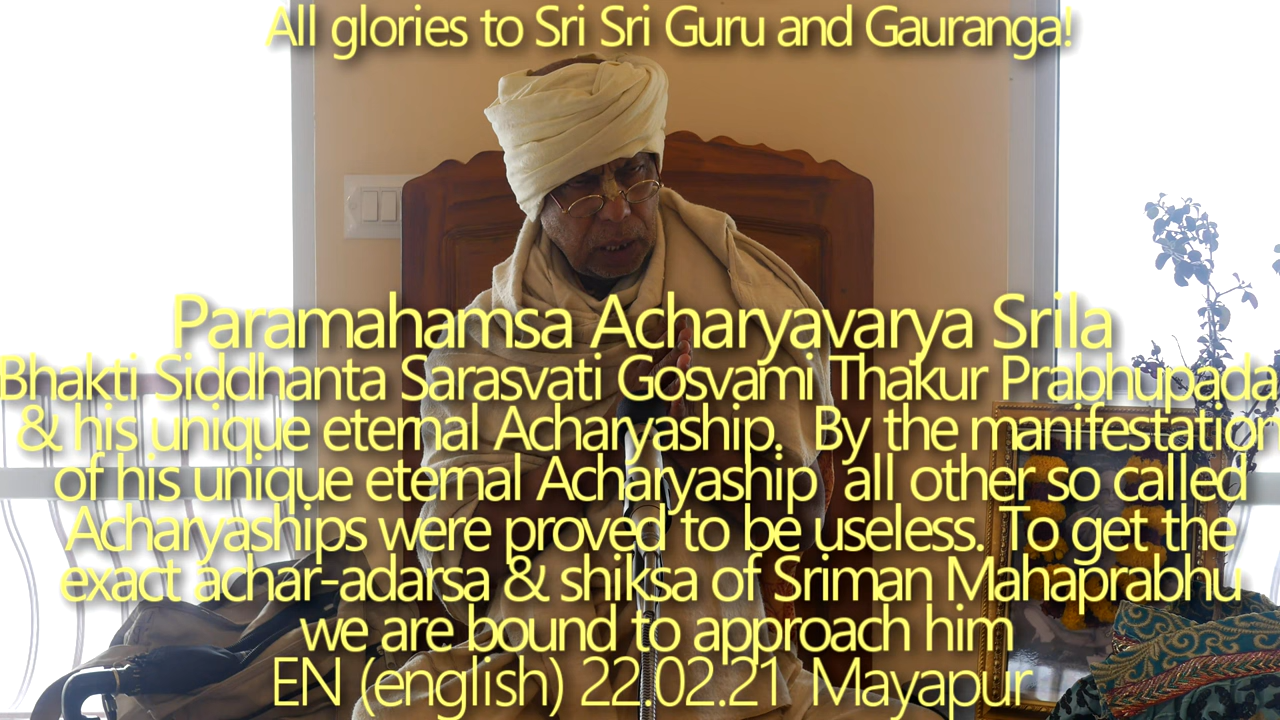 All glories to Sri Sri Guru and Gauranga!
Paramahamsa Acharyavarya Srila
Bhakti Siddhanta Sarasvati Gosvami Thakur Prabhupada
& his unique eternal Acharyaship.  By the manifestation
of his unique eternal Acharyaship  all other so called
Acharyaships were proved to be useless. To get the
exact achar-adarsa & shiksa of Sriman Mahaprabhu
we are bound to approach him
EN (english) 22.02.21  Mayapur